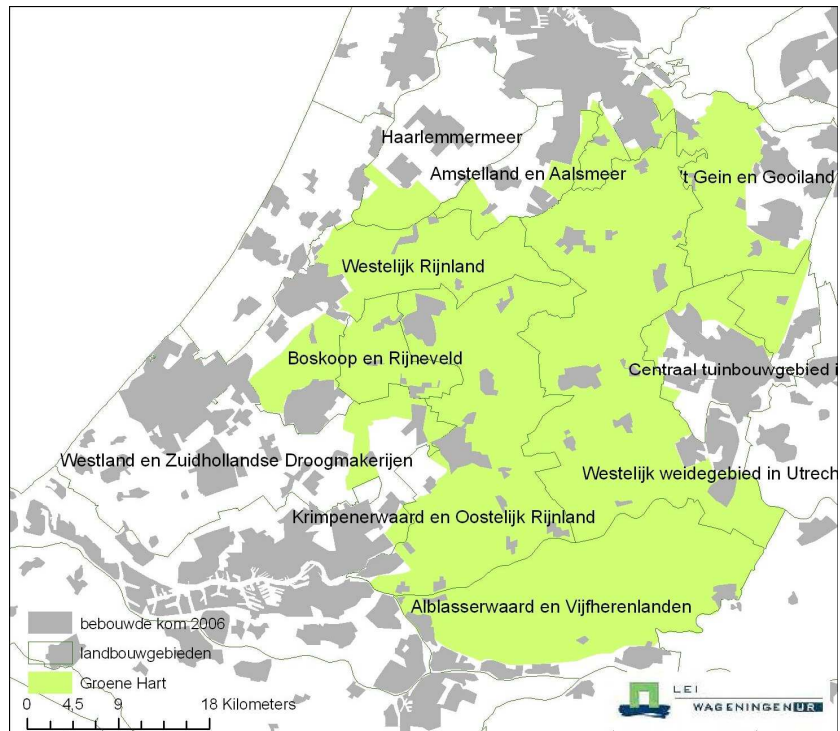 Haarlemmermeer
Amstelland en Aalsmeer
't Gein en Gooiland
Westelijk Rijnland
Boskoop en Rijneveld
Centraal tuinbouwgebied i
Westland en Zuidhollandse Droogmakerijen
Westelijk weidegebied in Utrech
Krimpenerwaard en Oostelijk Rijnland
Alblasserwaard en Vijfherenlanden
bebouwde kom 2006
landbouwgebieden
Groene Hart
0 4,5 9 18 Kilometers
LEI
WAGENINGEN UR